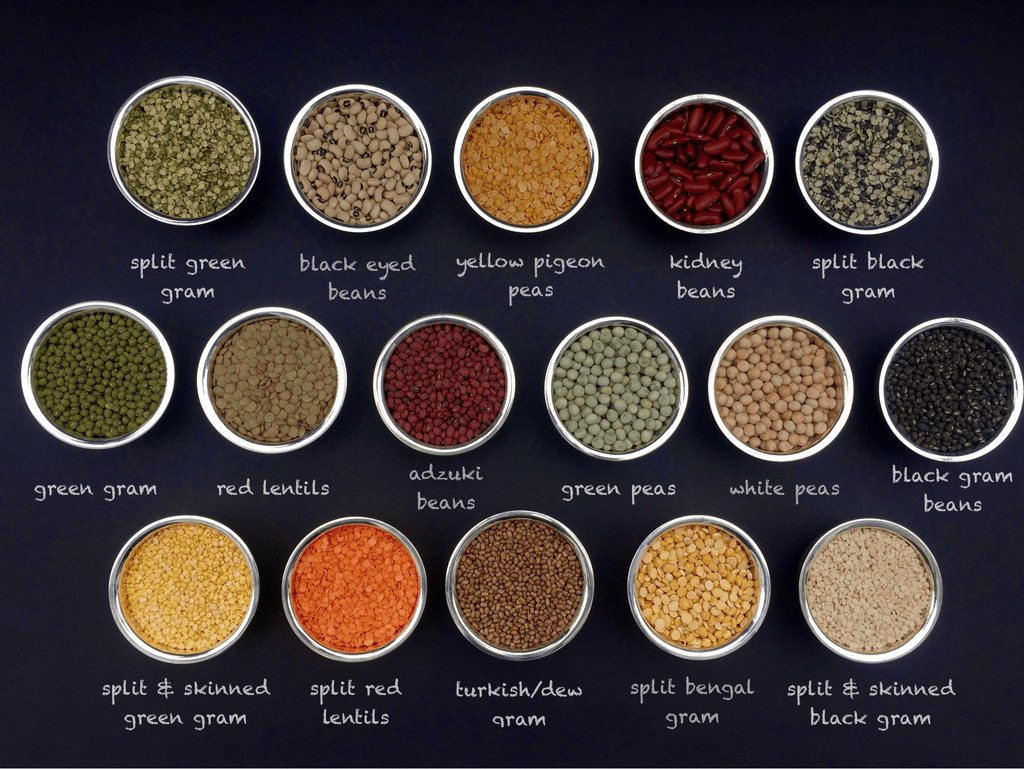 split green
gram
black eyed
beans
yellow pigeon
peas
kidney
beans
split black
gram
green gram
red lentils
adzuki
beans
green peas
white peas
black gram
beans
split & skinned
green gram
split red
lentils
turkish/dew
gram
split bengal
gram
split & skinned
black gram